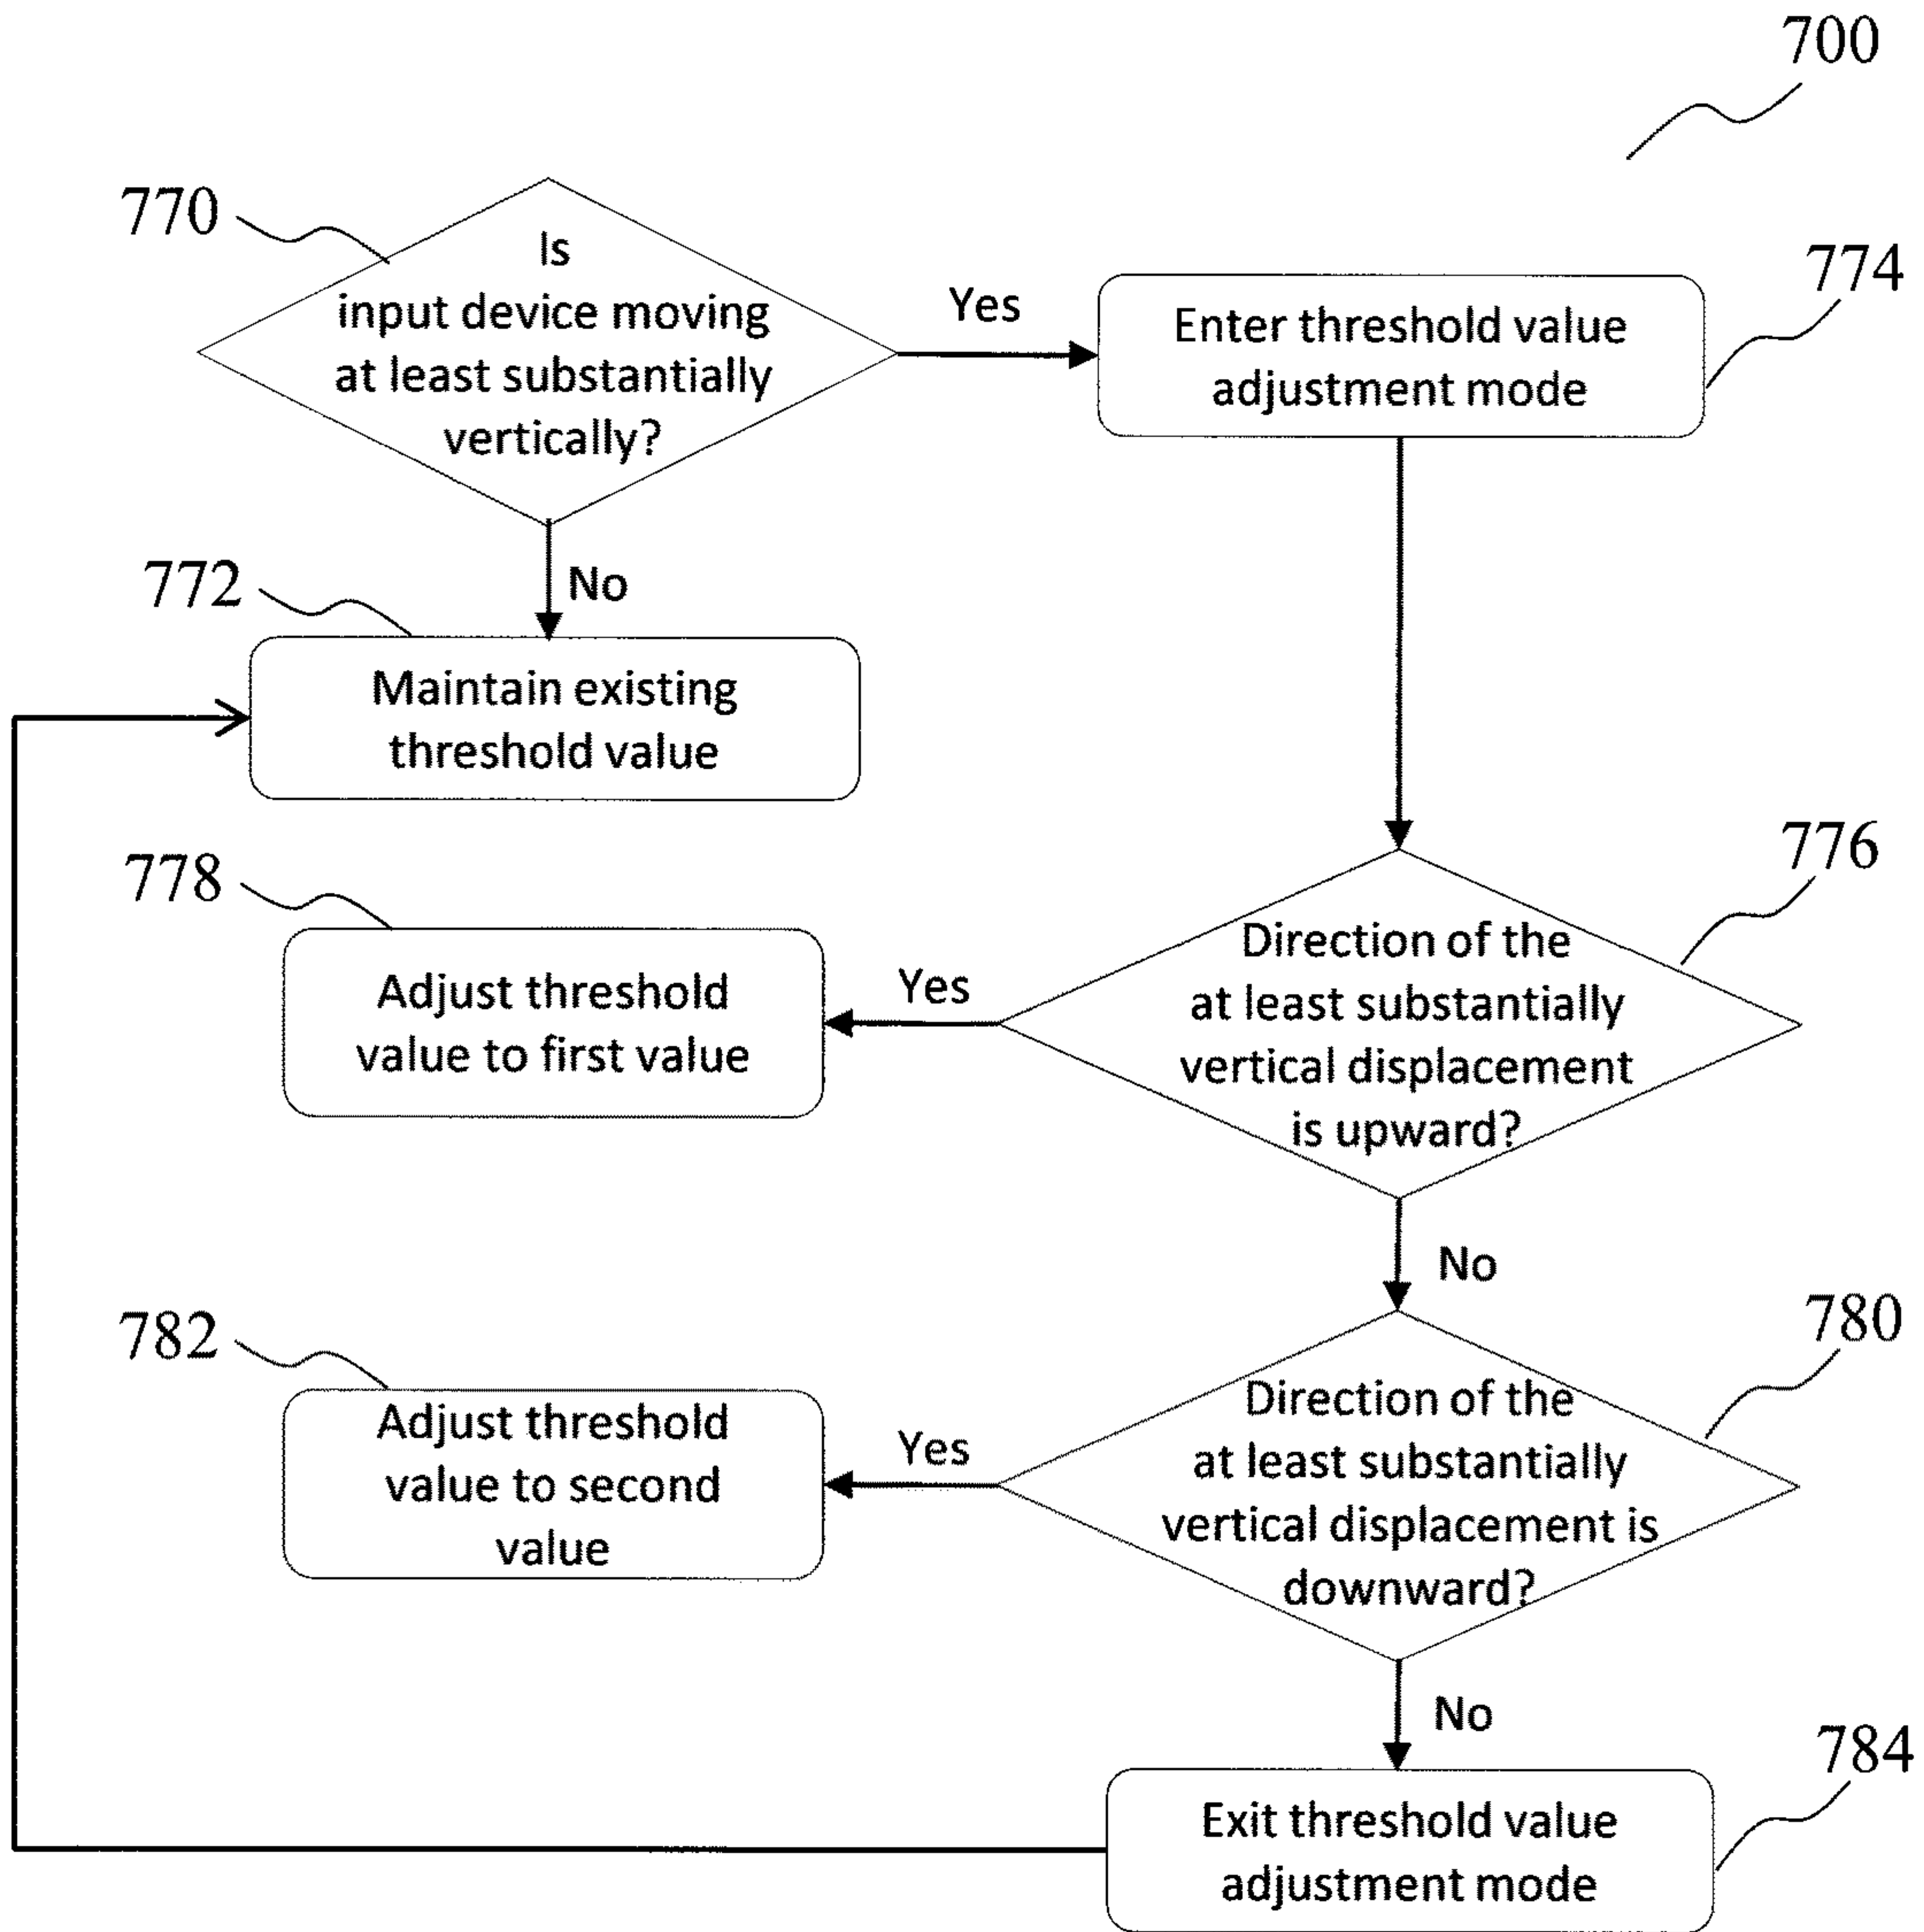 700
770
Is
input device moving
at least substantially
vertically?
Yes
774
Enter threshold value
adjustment mode
No
772
Maintain existing
threshold value
776
Direction of the
at least substantially
vertical displacement
is upward?
Yes
778
Adjust threshold
value to first value
No
780
Direction of the
at least substantially
vertical displacement is
downward?
Yes
782
Adjust threshold
value to second
value
No
784
Exit threshold value
adjustment mode